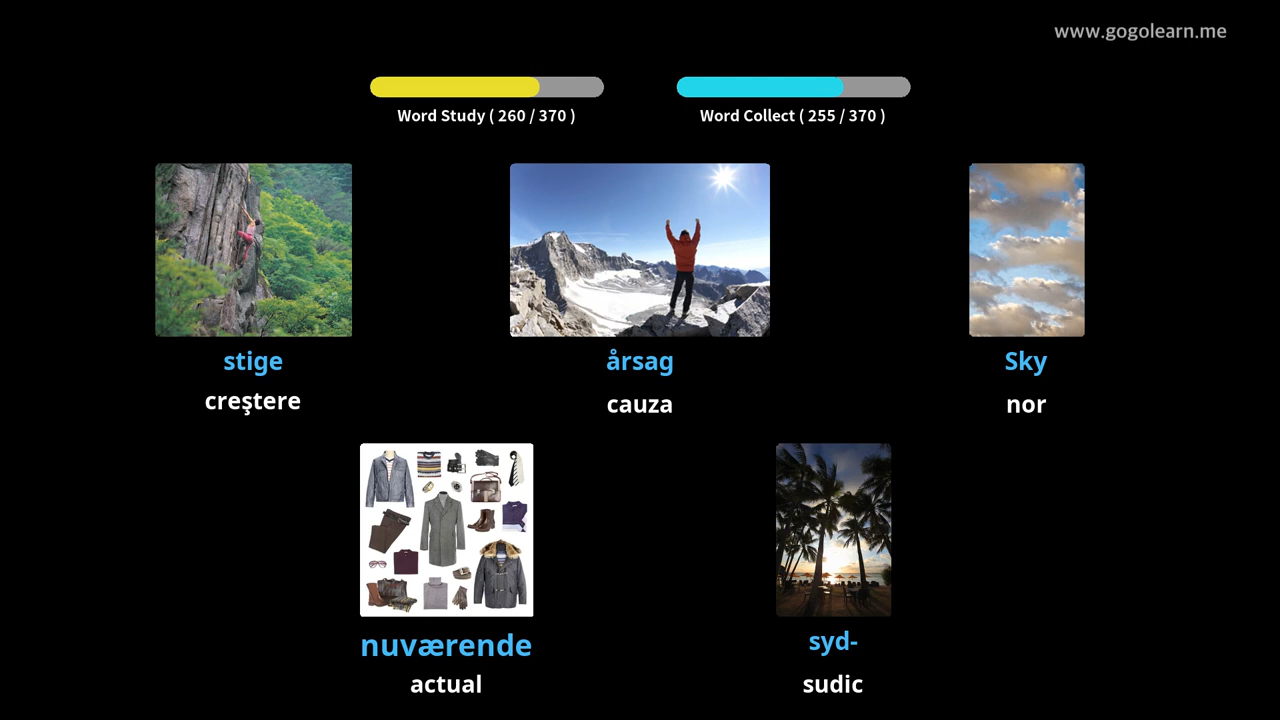 www.gogolearn.me
Word Study ( 260 / 370 )
Word Collect ( 255 / 370 )
stige
årsag
Sky
creştere
cauza
nor
nuværende
syd-
actual
sudic